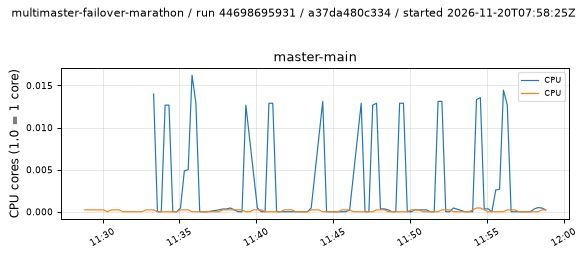 multimaster-failover-marathon / run 44698695931 / a37da480c334 / started 2026-11-20T07:58:25Z
master-main
CPU cores (1.0 = 1 core)
0.015
0.010
0.005
0.000
CPU
CPU
11:30
11:35
11:40
11:45
11:50
11:55
12:00